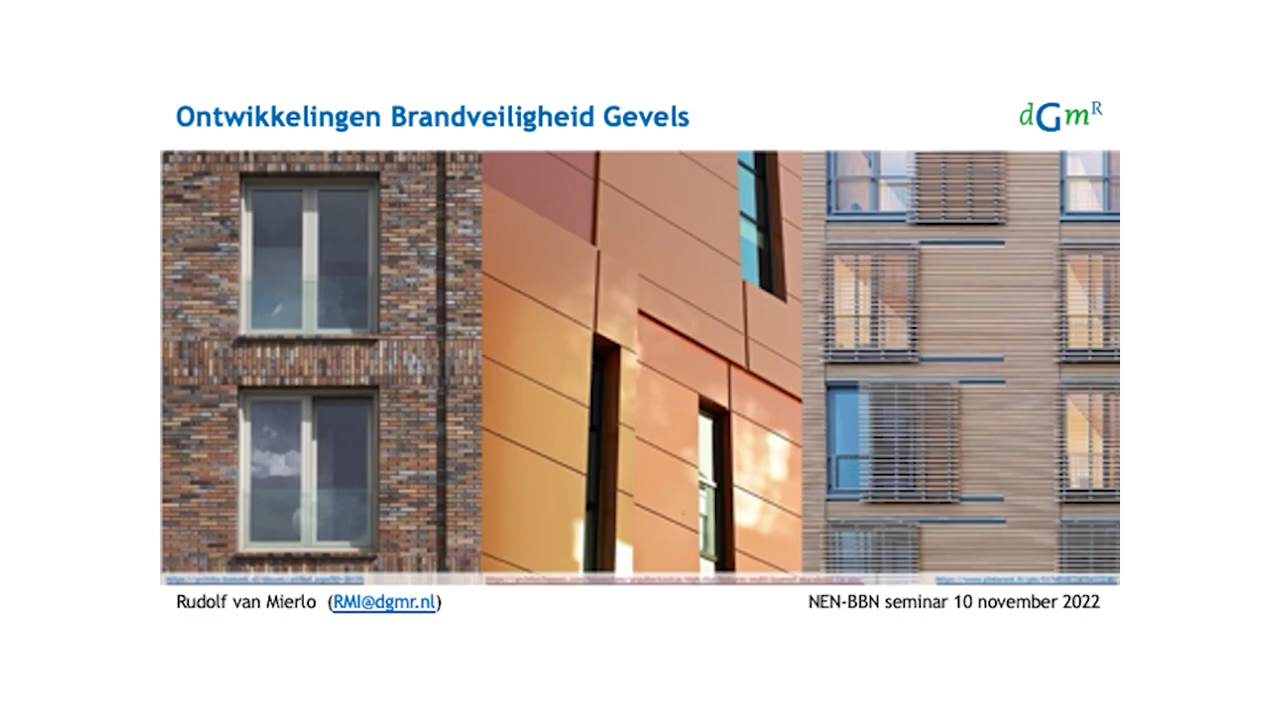 Ontwikkelingen Brandveiligheid Gevels
dGmR
Rudolf van Mierlo (RMI@dgmr.nl)
NEN-BBN seminar 10 november 2022